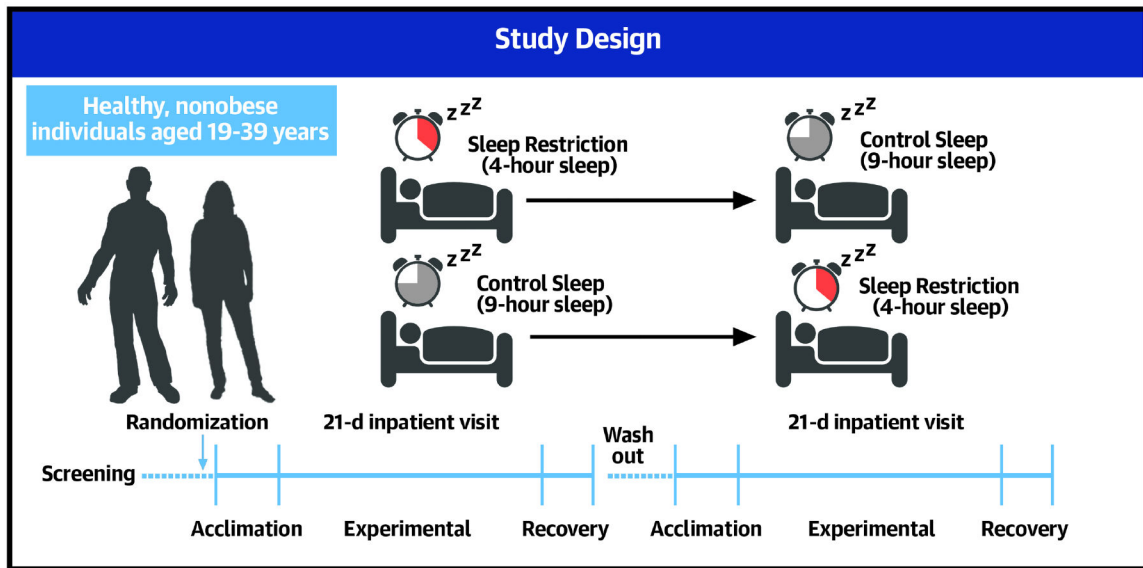 Study Design
Healthy, nonobese
individuals aged 19-39 years
zzz
Sleep Restriction
(4-hour sleep)
zzz
Control Sleep
(9-hour sleep)
zzz
Control Sleep
(9-hour sleep)
zzz
Sleep Restriction
(4-hour sleep)
Randomization
21-d inpatient visit
Wash
out
21-d inpatient visit
Screening
Acclimation
Experimental
Recovery
Acclimation
Experimental
Recovery